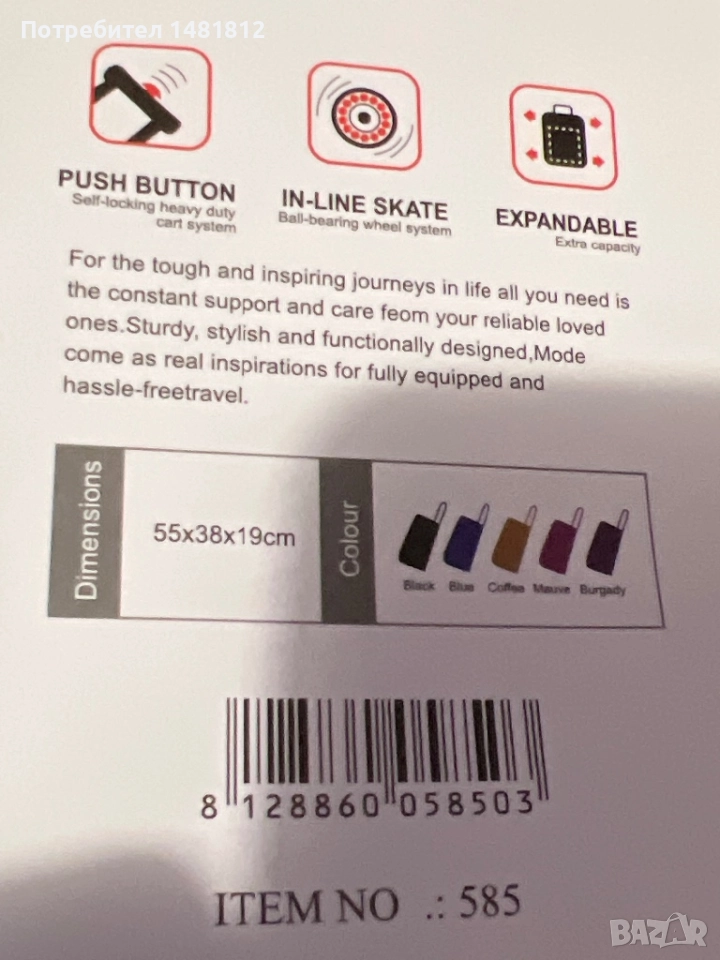 Потребител 1481812
PUSH BUTTON
Self-locking heavy duty
cart system
IN-LINE SKATE
Ball-bearing wheel system
EXPANDABLE
Extra capacity
For the tough and inspiring journeys in life all you need is
the constant support and care feom your reliable loved
ones.Sturdy, stylish and functionally designed,Mode
come as real inspirations for fully equipped and
hassle-freetravel.
Dimensions
55x38x19cm
Colour
Black Blue Coffea Mauve Burgady
8 128860 058503
ITEM NO .: 585
BAZAR